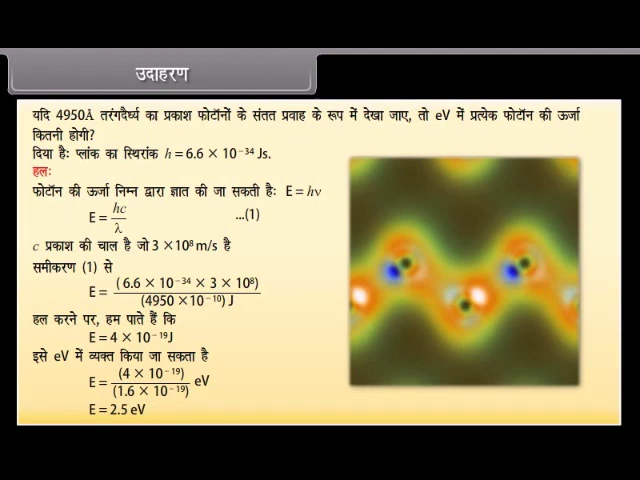 उदाहरण
यदि 4950Å तरंगदैर्ध्य का प्रकाश फोटॉनों के संतत प्रवाह के रूप में देखा जाए, तो eV में प्रत्येक फोटॉन की ऊर्जा
कितनी होगी?
दिया है: प्लांक का स्थिरांक h = 6.6 × 10⁻³⁴ Js.
हल:
फोटॉन की ऊर्जा निम्न द्वारा ज्ञात की जा सकती है: E = hν
E = hc/λ ...(1)
c प्रकाश की चाल है जो 3 ×10⁸ m/s है
समीकरण (1) से
E = (6.6 × 10⁻³⁴ × 3 × 10⁸)/(4950 ×10⁻¹⁰) J
हल करने पर, हम पाते हैं कि
E = 4 × 10⁻¹⁹ J
इसे eV में व्यक्त किया जा सकता है
E = (4 × 10⁻¹⁹)/(1.6 × 10⁻¹⁹) eV
E = 2.5 eV